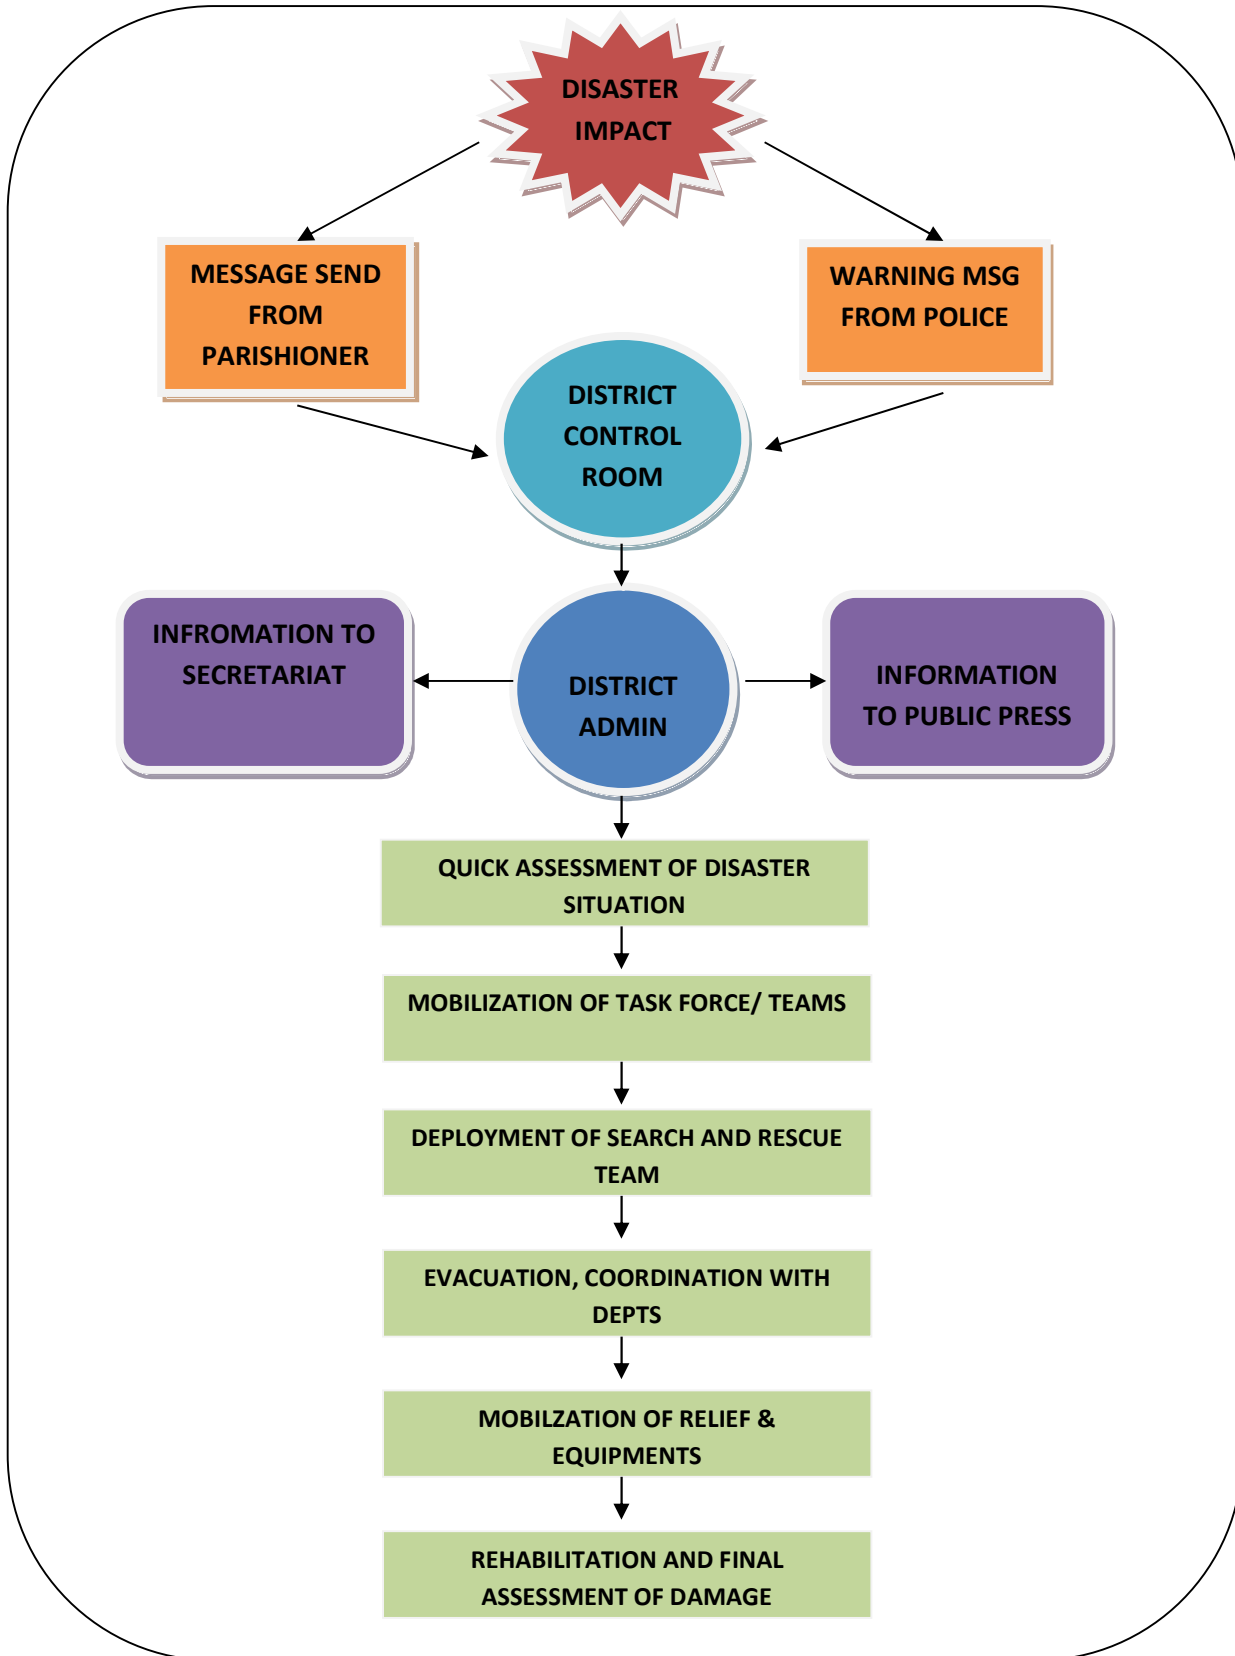 DISASTER
IMPACT
MESSAGE SEND
FROM
PARISHIONER
WARNING MSG
FROM POLICE
DISTRICT
CONTROL
ROOM
INFROMATION TO
SECRETARIAT
DISTRICT
ADMIN
INFORMATION
TO PUBLIC PRESS
QUICK ASSESSMENT OF DISASTER
SITUATION
MOBILIZATION OF TASK FORCE/ TEAMS
DEPLOYMENT OF SEARCH AND RESCUE
TEAM
EVACUATION, COORDINATION WITH
DEPTS
MOBILZATION OF RELIEF &
EQUIPMENTS
REHABILITATION AND FINAL
ASSESSMENT OF DAMAGE